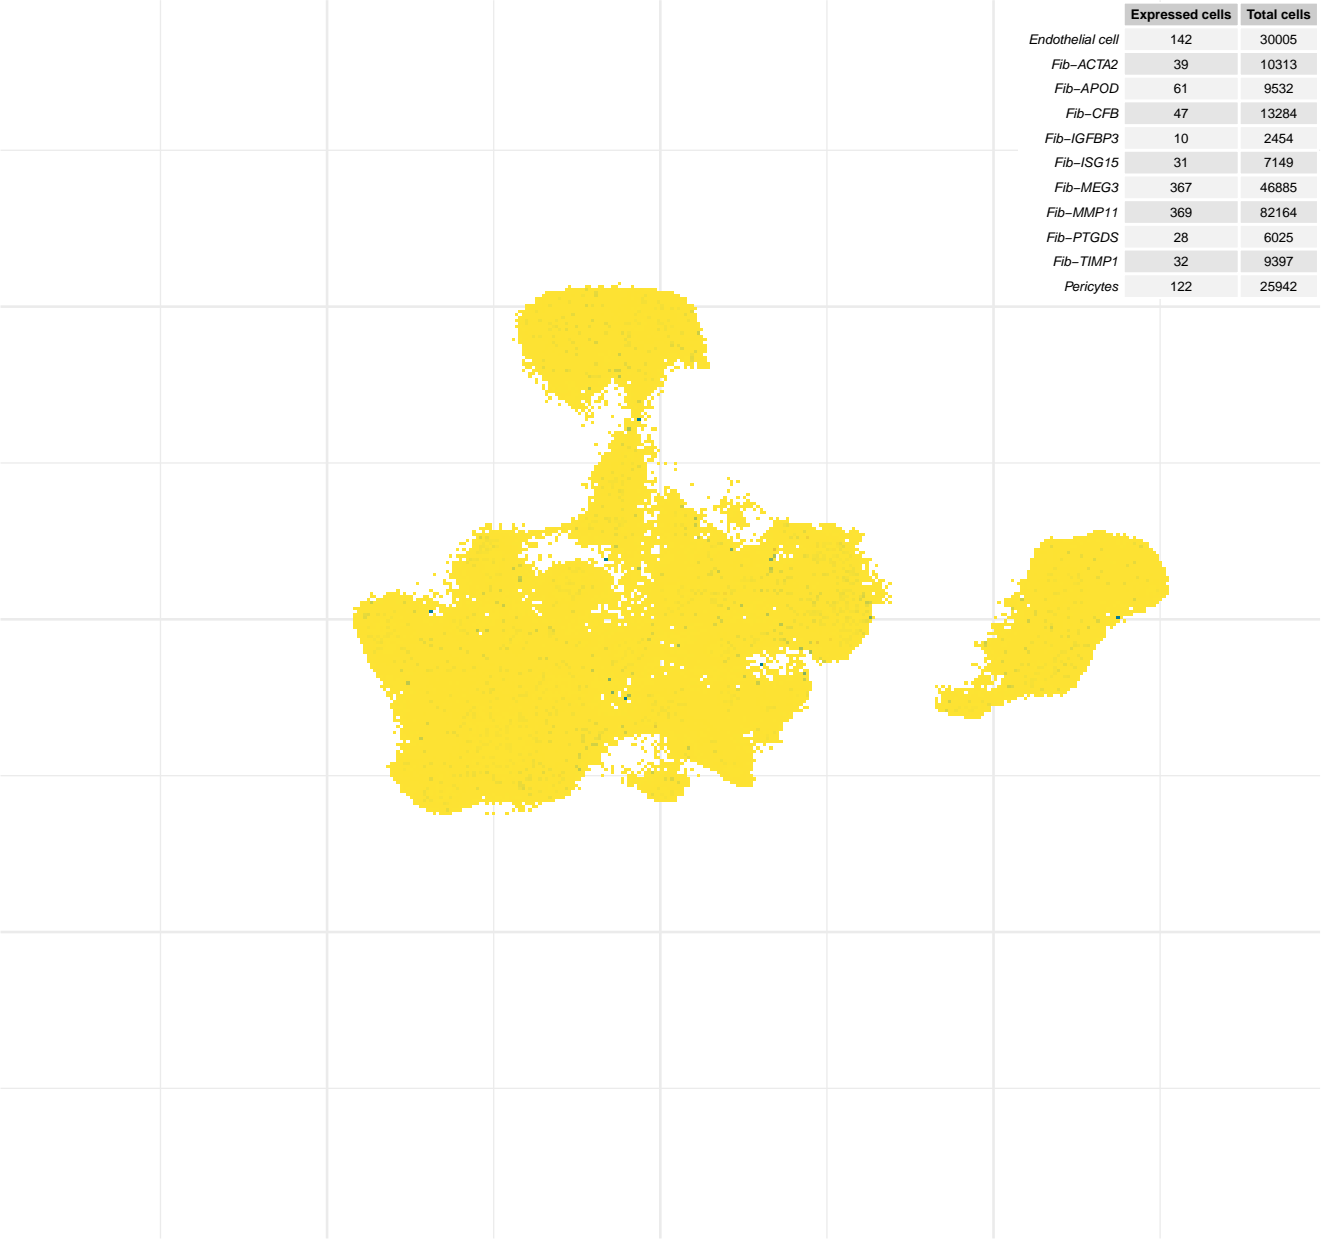 Expressed cells Total cells
Endothelial cell 142 30005
Fib−ACTA2 39 10313
Fib−APOD 61 9532
Fib−CFB 47 13284
Fib−IGFBP3 10 2454
Fib−ISG15 31 7149
Fib−MEG3 367 46885
Fib−MMP11 369 82164
Fib−PTGDS 28 6025
Fib−TIMP1 32 9397
Pericytes 122 25942